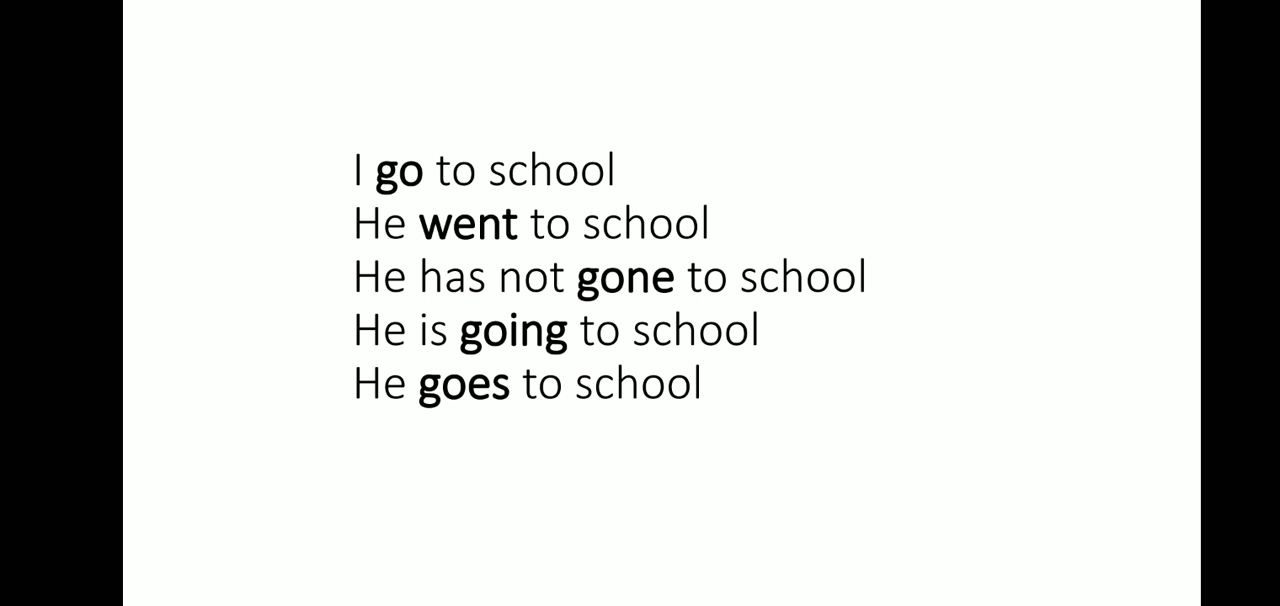 I go to school
He went to school
He has not gone to school
He is going to school
He goes to school